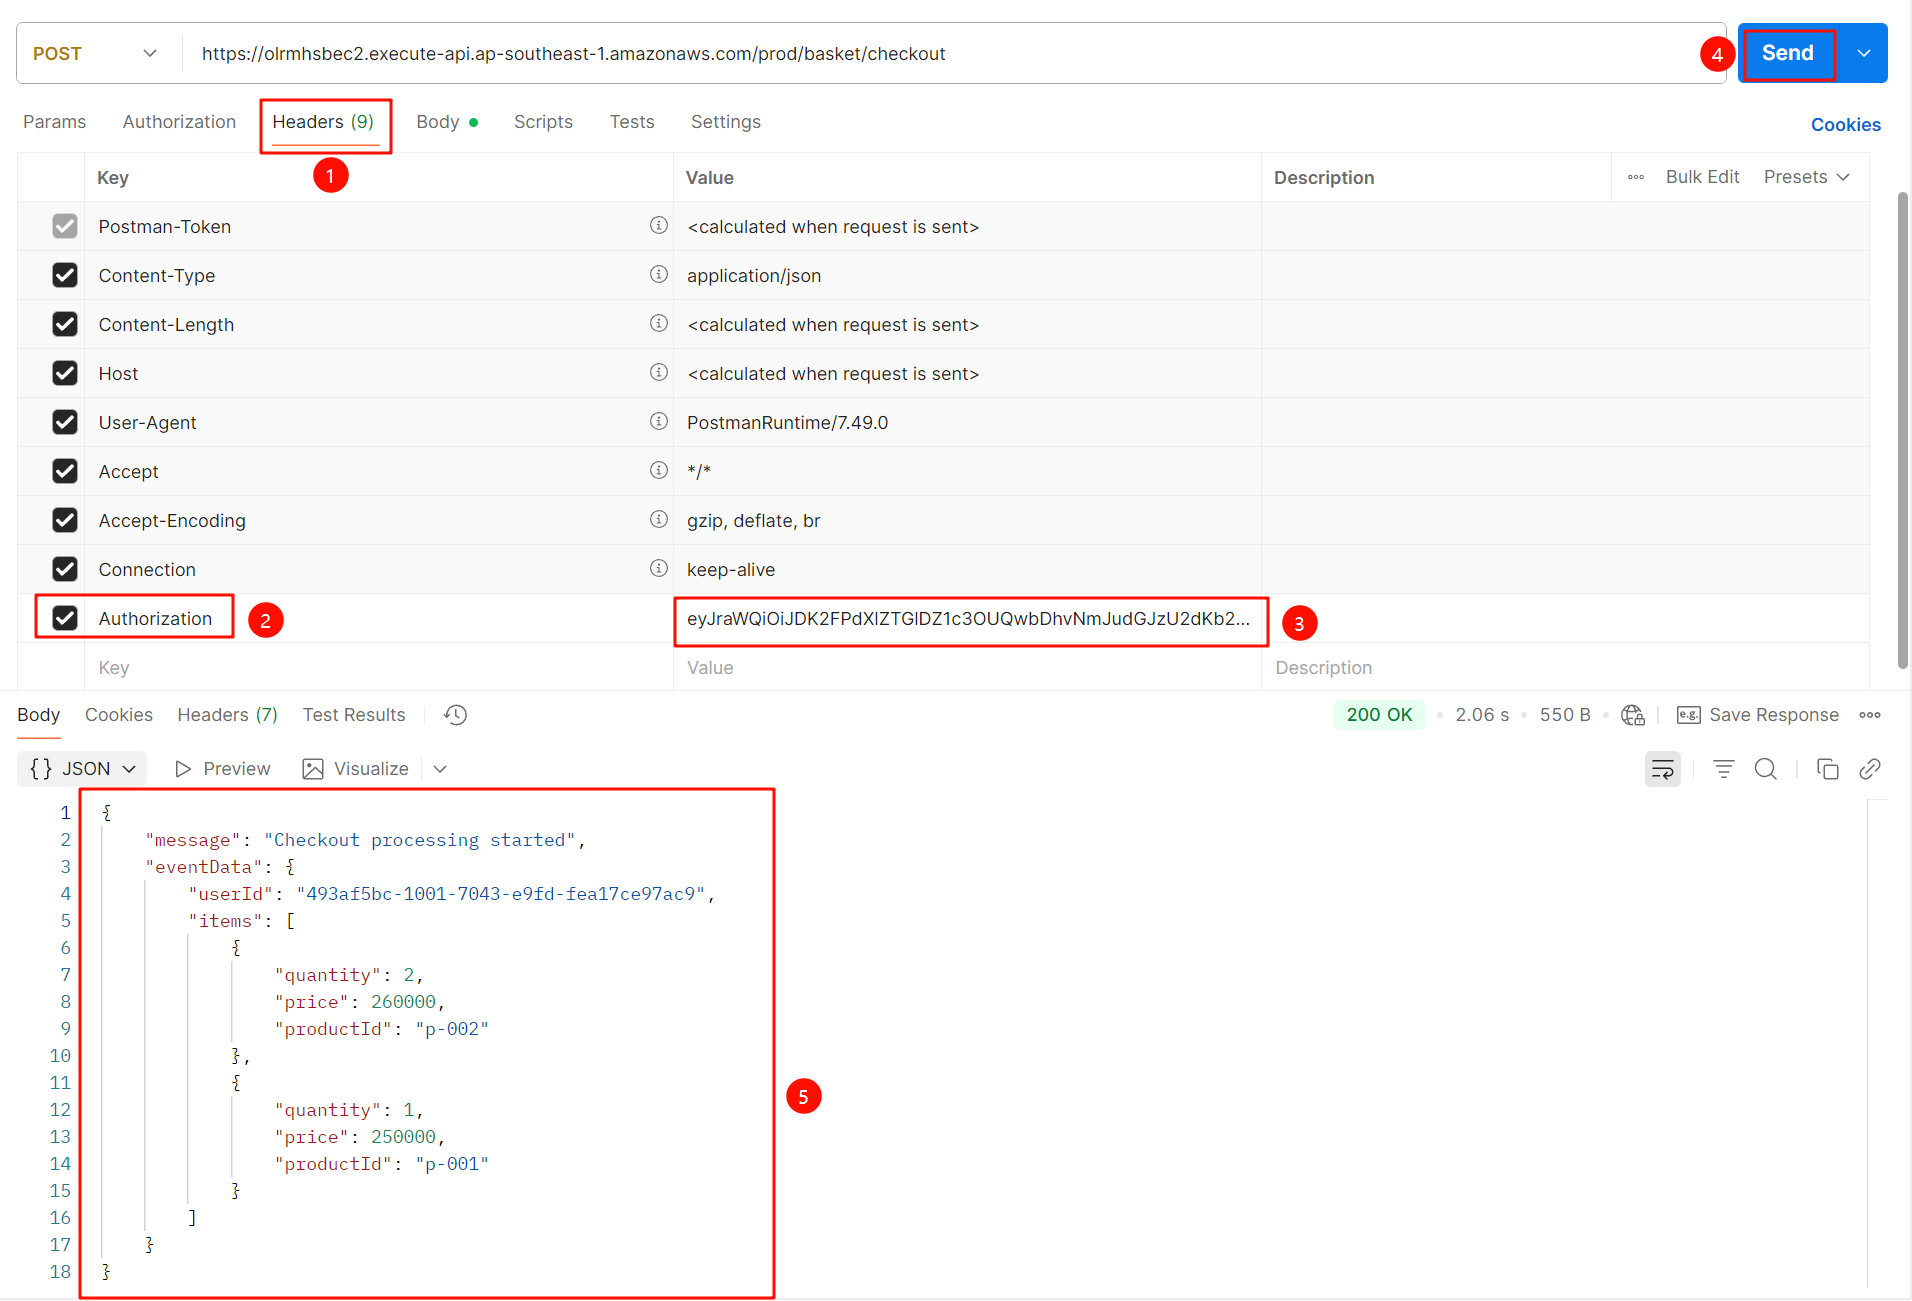 POST https://olrmhsbec2.execute-api.ap-southeast-1.amazonaws.com/prod/basket/checkout 4 Send
Params Authorization Headers (9) Body Scripts Tests Settings Cookies
1
Key Value Description Bulk Edit Presets
Postman-Token <calculated when request is sent>
Content-Type application/json
Content-Length <calculated when request is sent>
Host <calculated when request is sent>
User-Agent PostmanRuntime/7.49.0
Accept */*
Accept-Encoding gzip, deflate, br
Connection keep-alive
Authorization 2 eyJraWQiOiJDK2FPdXlZTGlDZ1c3OUQwbDhvNmJudGJzU2dKb2... 3
Key Value Description
Body Cookies Headers (7) Test Results 200 OK 2.06 s 550 B e.g. Save Response
{} JSON Preview Visualize
1 {
2 "message": "Checkout processing started",
3 "eventData": {
4 "userId": "493af5bc-1001-7043-e9fd-fea17ce97ac9",
5 "items": [
6 {
7 "quantity": 2,
8 "price": 260000,
9 "productId": "p-002"
10 },
11 {
12 "quantity": 1,
13 "price": 250000,
14 "productId": "p-001"
15 }
16 ]
17 }
18 }
5